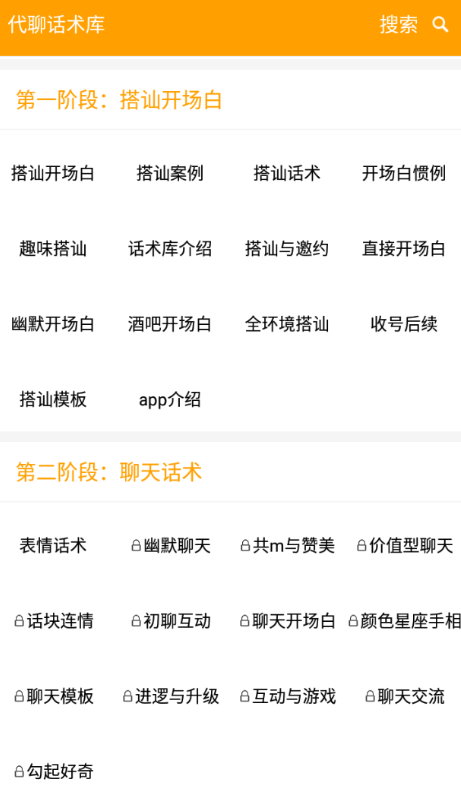 代聊话术库 搜索
第一阶段：搭讪开场白
搭讪开场白 搭讪案例 搭讪话术 开场白惯例
趣味搭讪 话术库介绍 搭讪与邀约 直接开场白
幽默开场白 酒吧开场白 全环境搭讪 收号后续
搭讪模板 app介绍
第二阶段：聊天话术
表情话术 幽默聊天 共m与赞美 价值型聊天
话块连情 初聊互动 聊天开场白 颜色星座手相
聊天模板 进逻与升级 互动与游戏 聊天交流
勾起好奇